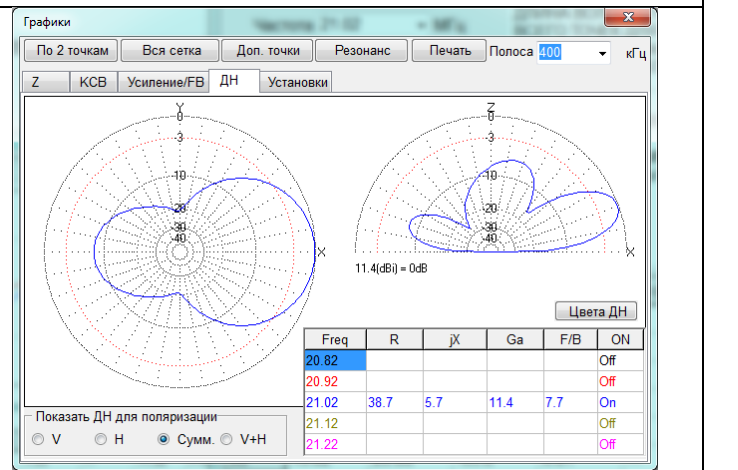 Графики
x
По 2 точкам Вся сетка Доп. точки Резонанс Печать Полоса 400 кГц
Z КСВ Усиление/FB ДН Установки
Y
0
-3
-10
-20
-30
-40
X
Z
0
-3
-10
-20
-30
-40
X
11.4(dBi) = 0dB
Цвета ДН
Freq R jX Ga F/B ON
20.82 Off
20.92 Off
21.02 38.7 5.7 11.4 7.7 On
21.12 Off
21.22 Off
Показать ДН для поляризации
V H Сумм. V+H